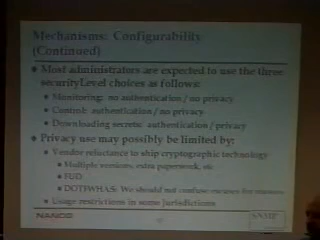 Mechanisms: Configurability
(Continued)
Most administrators are expected to use the three
securityLevel choices as follows:
Monitoring: no authentication / no privacy
Control: authentication / no privacy
Downloading secrets: authentication / privacy
Privacy use may possibly be limited by:
Vendor reluctance to ship cryptographic technology
Multiple versions, extra paperwork, etc.
FUD
We should not confuse excuses for reasons
Usage restrictions in some jurisdictions
NANOG
SNMP